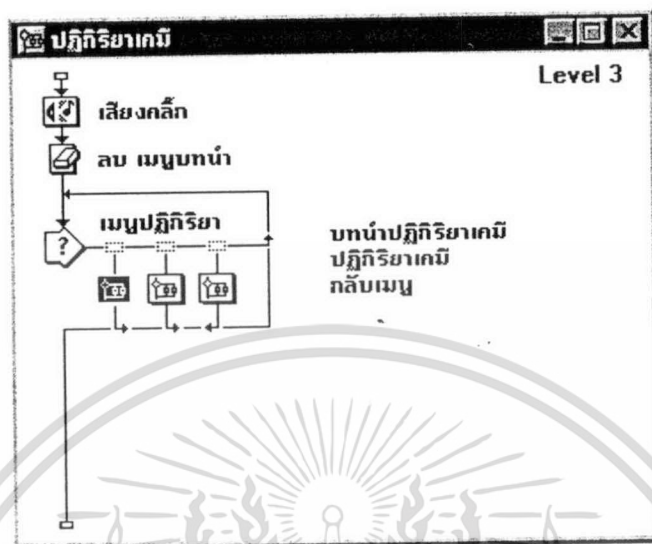 ปฏิกิริยาเคมี
Level 3
เสียงคลิ๊ก
ลบ เมนูบทนำ
เมนูปฏิกิริยา
?
บทนำปฏิกิริยาเคมี
ปฏิกิริยาเคมี
กลับเมนู